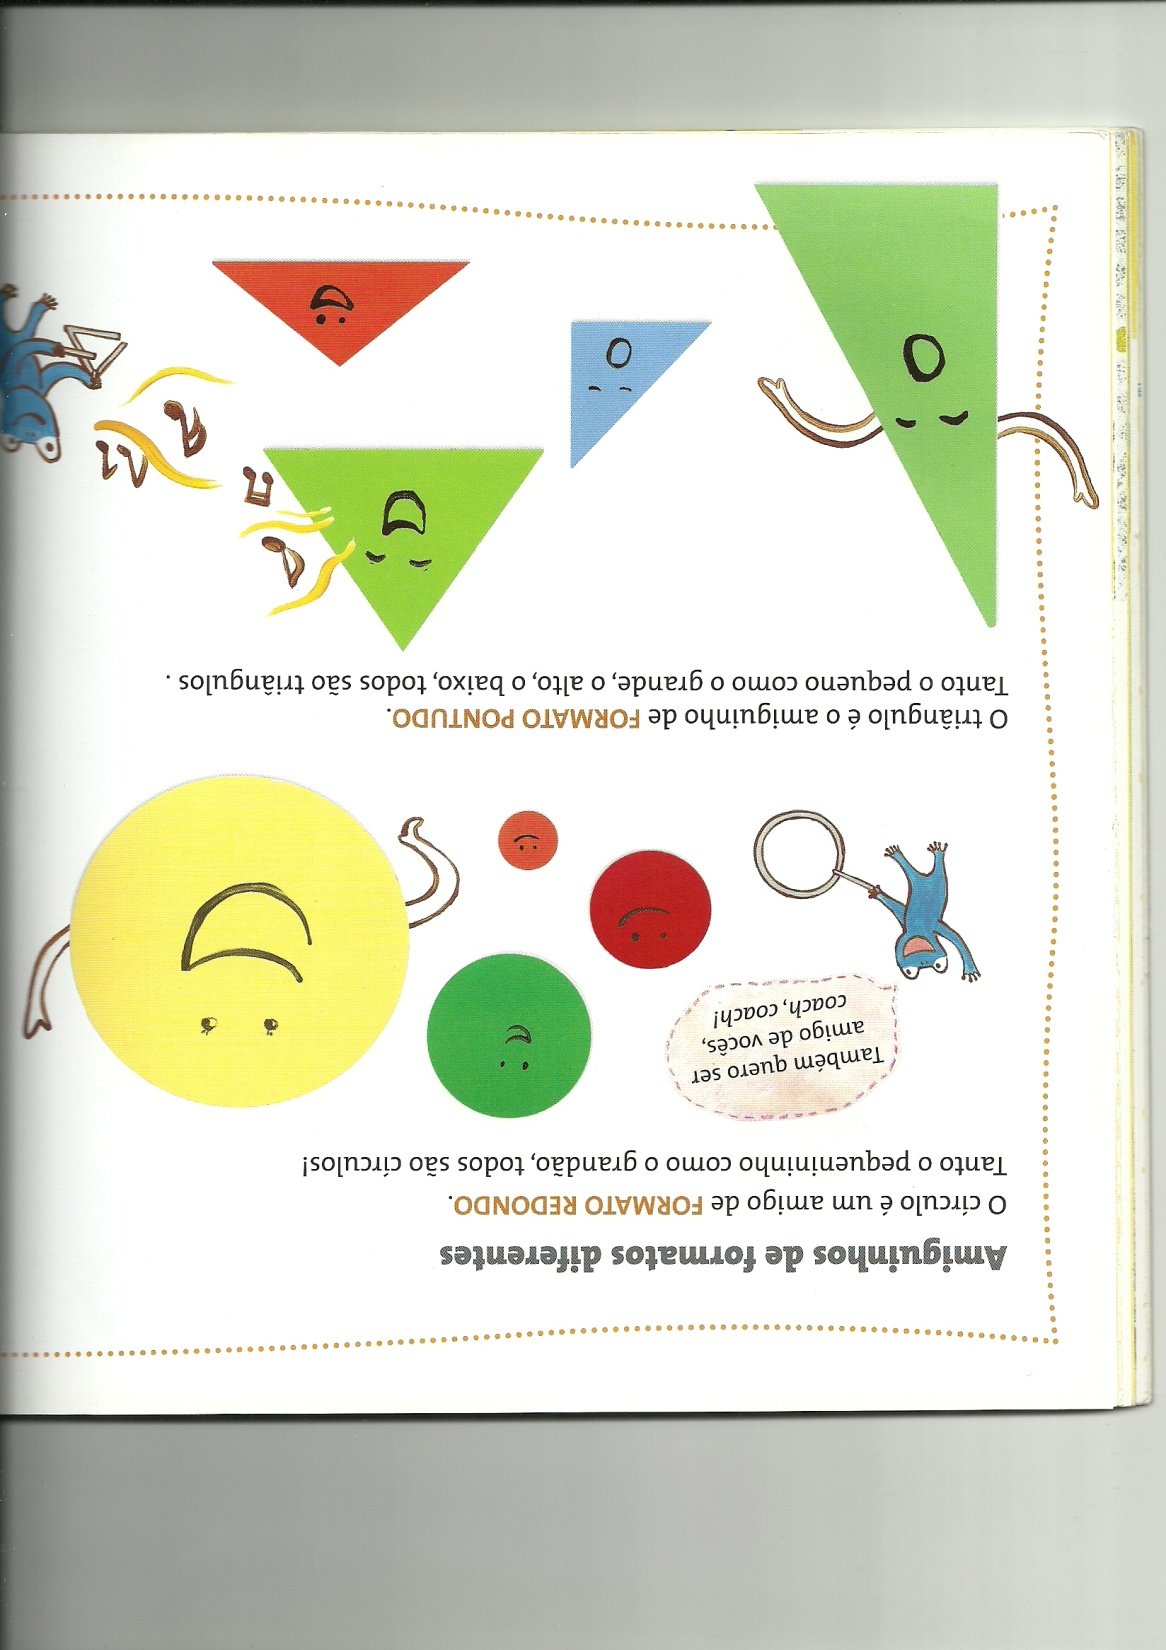 Amiguinhos de formatos diferentes
O círculo é um amigo de FORMATO REDONDO.
Tanto o pequenininho como o grandão, todos são círculos!
Também quero ser
amigo de vocês,
coach, coach!
O triângulo é o amiguinho de FORMATO PONTUDO.
Tanto o pequeno como o grande, o alto, o baixo, todos são triângulos .